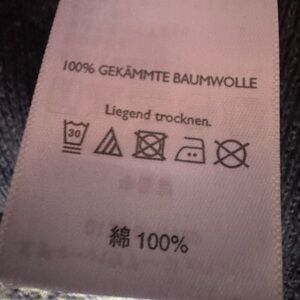 100% GEKÄMMTE BAUMWOLLE
Liegend trocknen.
30
綿 100%